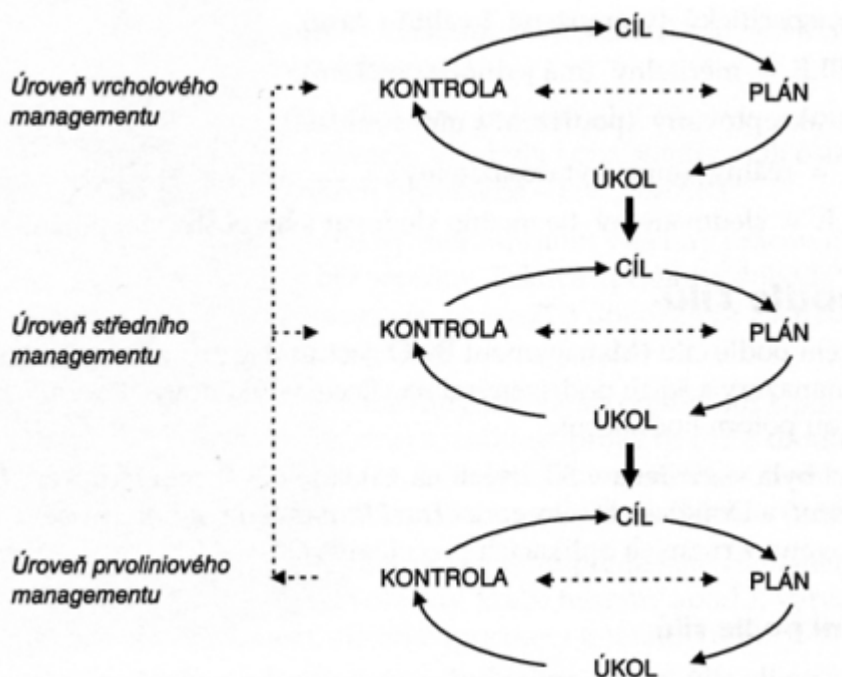 CÍL
Úroveň vrcholového
managementu
KONTROLA
PLÁN
ÚKOL
CÍL
Úroveň středního
managementu
KONTROLA
PLÁN
ÚKOL
CÍL
Úroveň prvoliniového
managementu
KONTROLA
PLÁN
ÚKOL